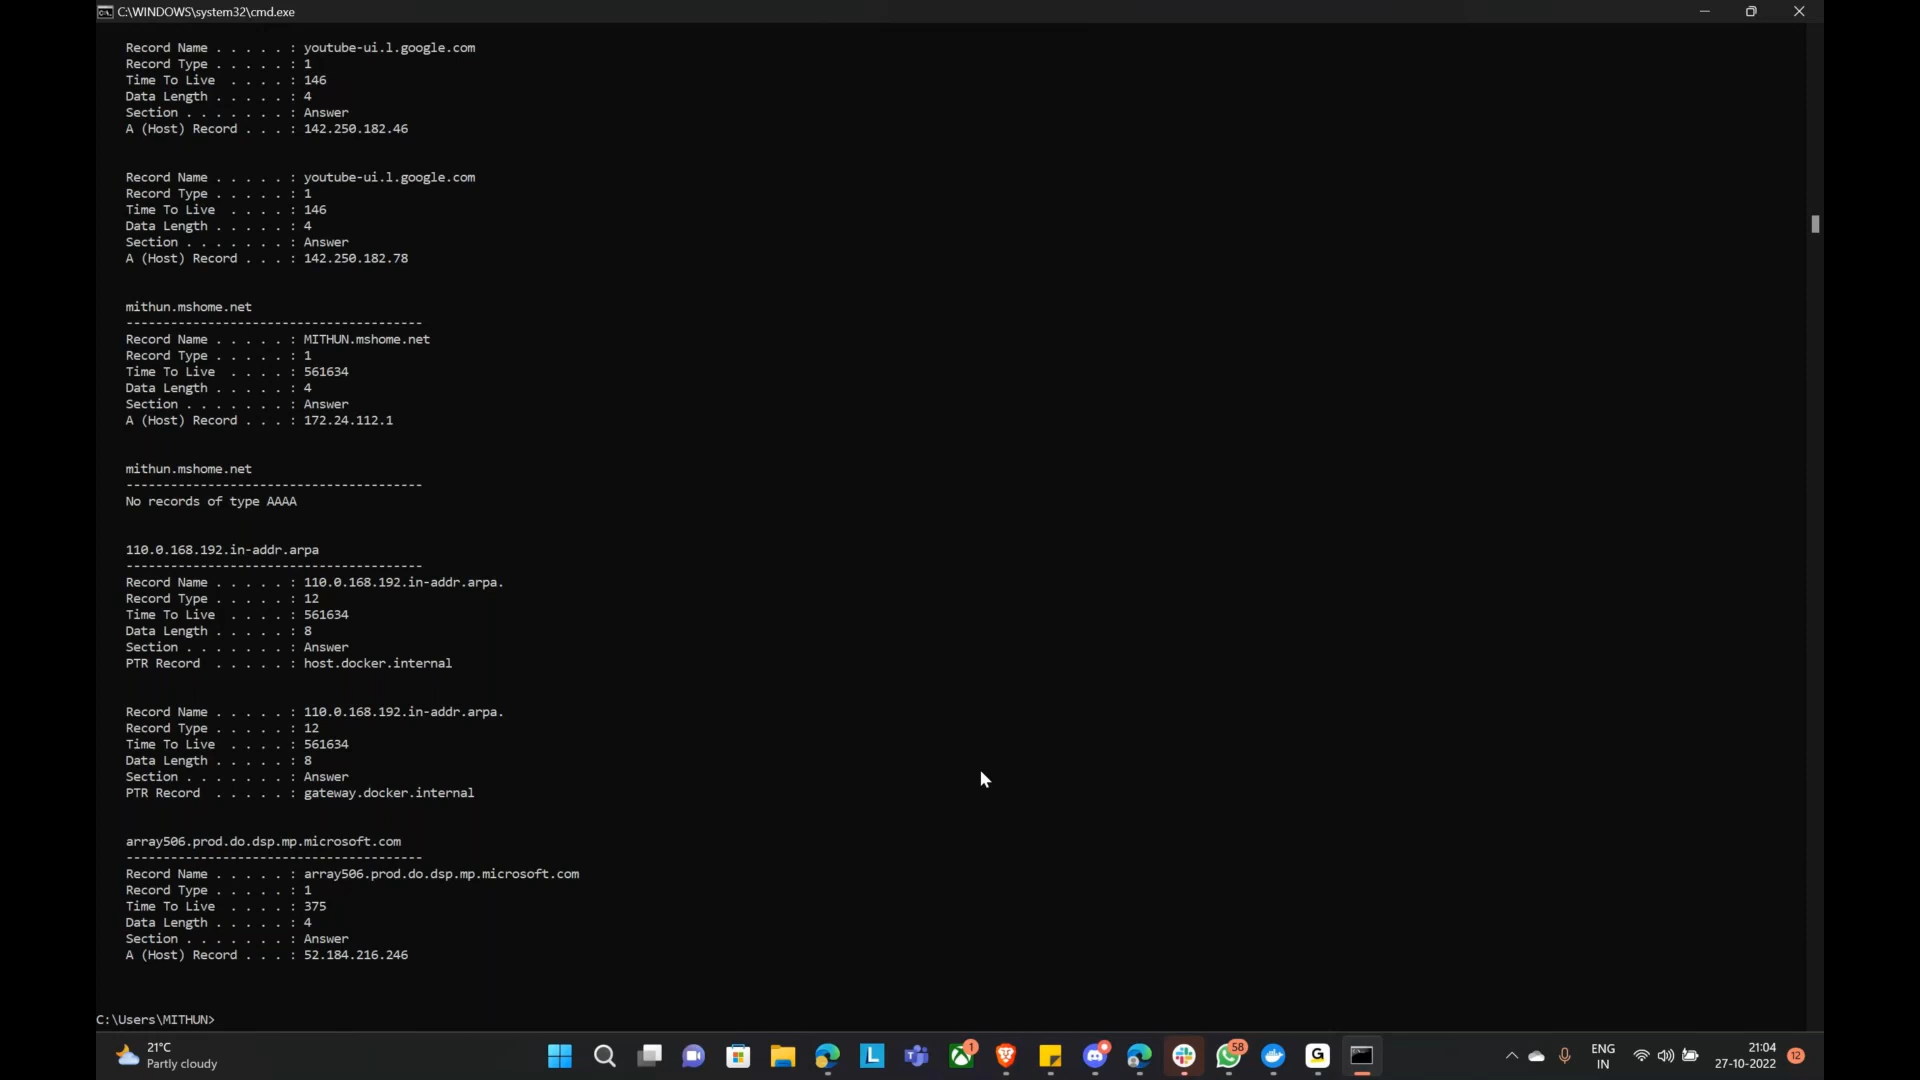 C:\WINDOWS\system32\cmd.exe
Record Name . . . . . : youtube-ui.l.google.com
Record Type . . . . . : 1
Time To Live  . . . . : 146
Data Length . . . . . : 4
Section . . . . . . . : Answer
A (Host) Record . . . : 142.250.182.46
Record Name . . . . . : youtube-ui.l.google.com
Record Type . . . . . : 1
Time To Live  . . . . : 146
Data Length . . . . . : 4
Section . . . . . . . : Answer
A (Host) Record . . . : 142.250.182.78
mithun.mshome.net
----------------------------------------
Record Name . . . . . : MITHUN.mshome.net
Record Type . . . . . : 1
Time To Live  . . . . : 561634
Data Length . . . . . : 4
Section . . . . . . . : Answer
A (Host) Record . . . : 172.24.112.1
mithun.mshome.net
----------------------------------------
No records of type AAAA
110.0.168.192.in-addr.arpa
----------------------------------------
Record Name . . . . . : 110.0.168.192.in-addr.arpa.
Record Type . . . . . : 12
Time To Live  . . . . : 561634
Data Length . . . . . : 8
Section . . . . . . . : Answer
PTR Record  . . . . . : host.docker.internal
Record Name . . . . . : 110.0.168.192.in-addr.arpa.
Record Type . . . . . : 12
Time To Live  . . . . : 561634
Data Length . . . . . : 8
Section . . . . . . . : Answer
PTR Record  . . . . . : gateway.docker.internal
array506.prod.do.dsp.mp.microsoft.com
----------------------------------------
Record Name . . . . . : array506.prod.do.dsp.mp.microsoft.com
Record Type . . . . . : 1
Time To Live  . . . . : 375
Data Length . . . . . : 4
Section . . . . . . . : Answer
A (Host) Record . . . : 52.184.216.246
C:\Users\MITHUN>
21°C
Partly cloudy
L
1
58
G
ENG
IN
21:04
27-10-2022
12